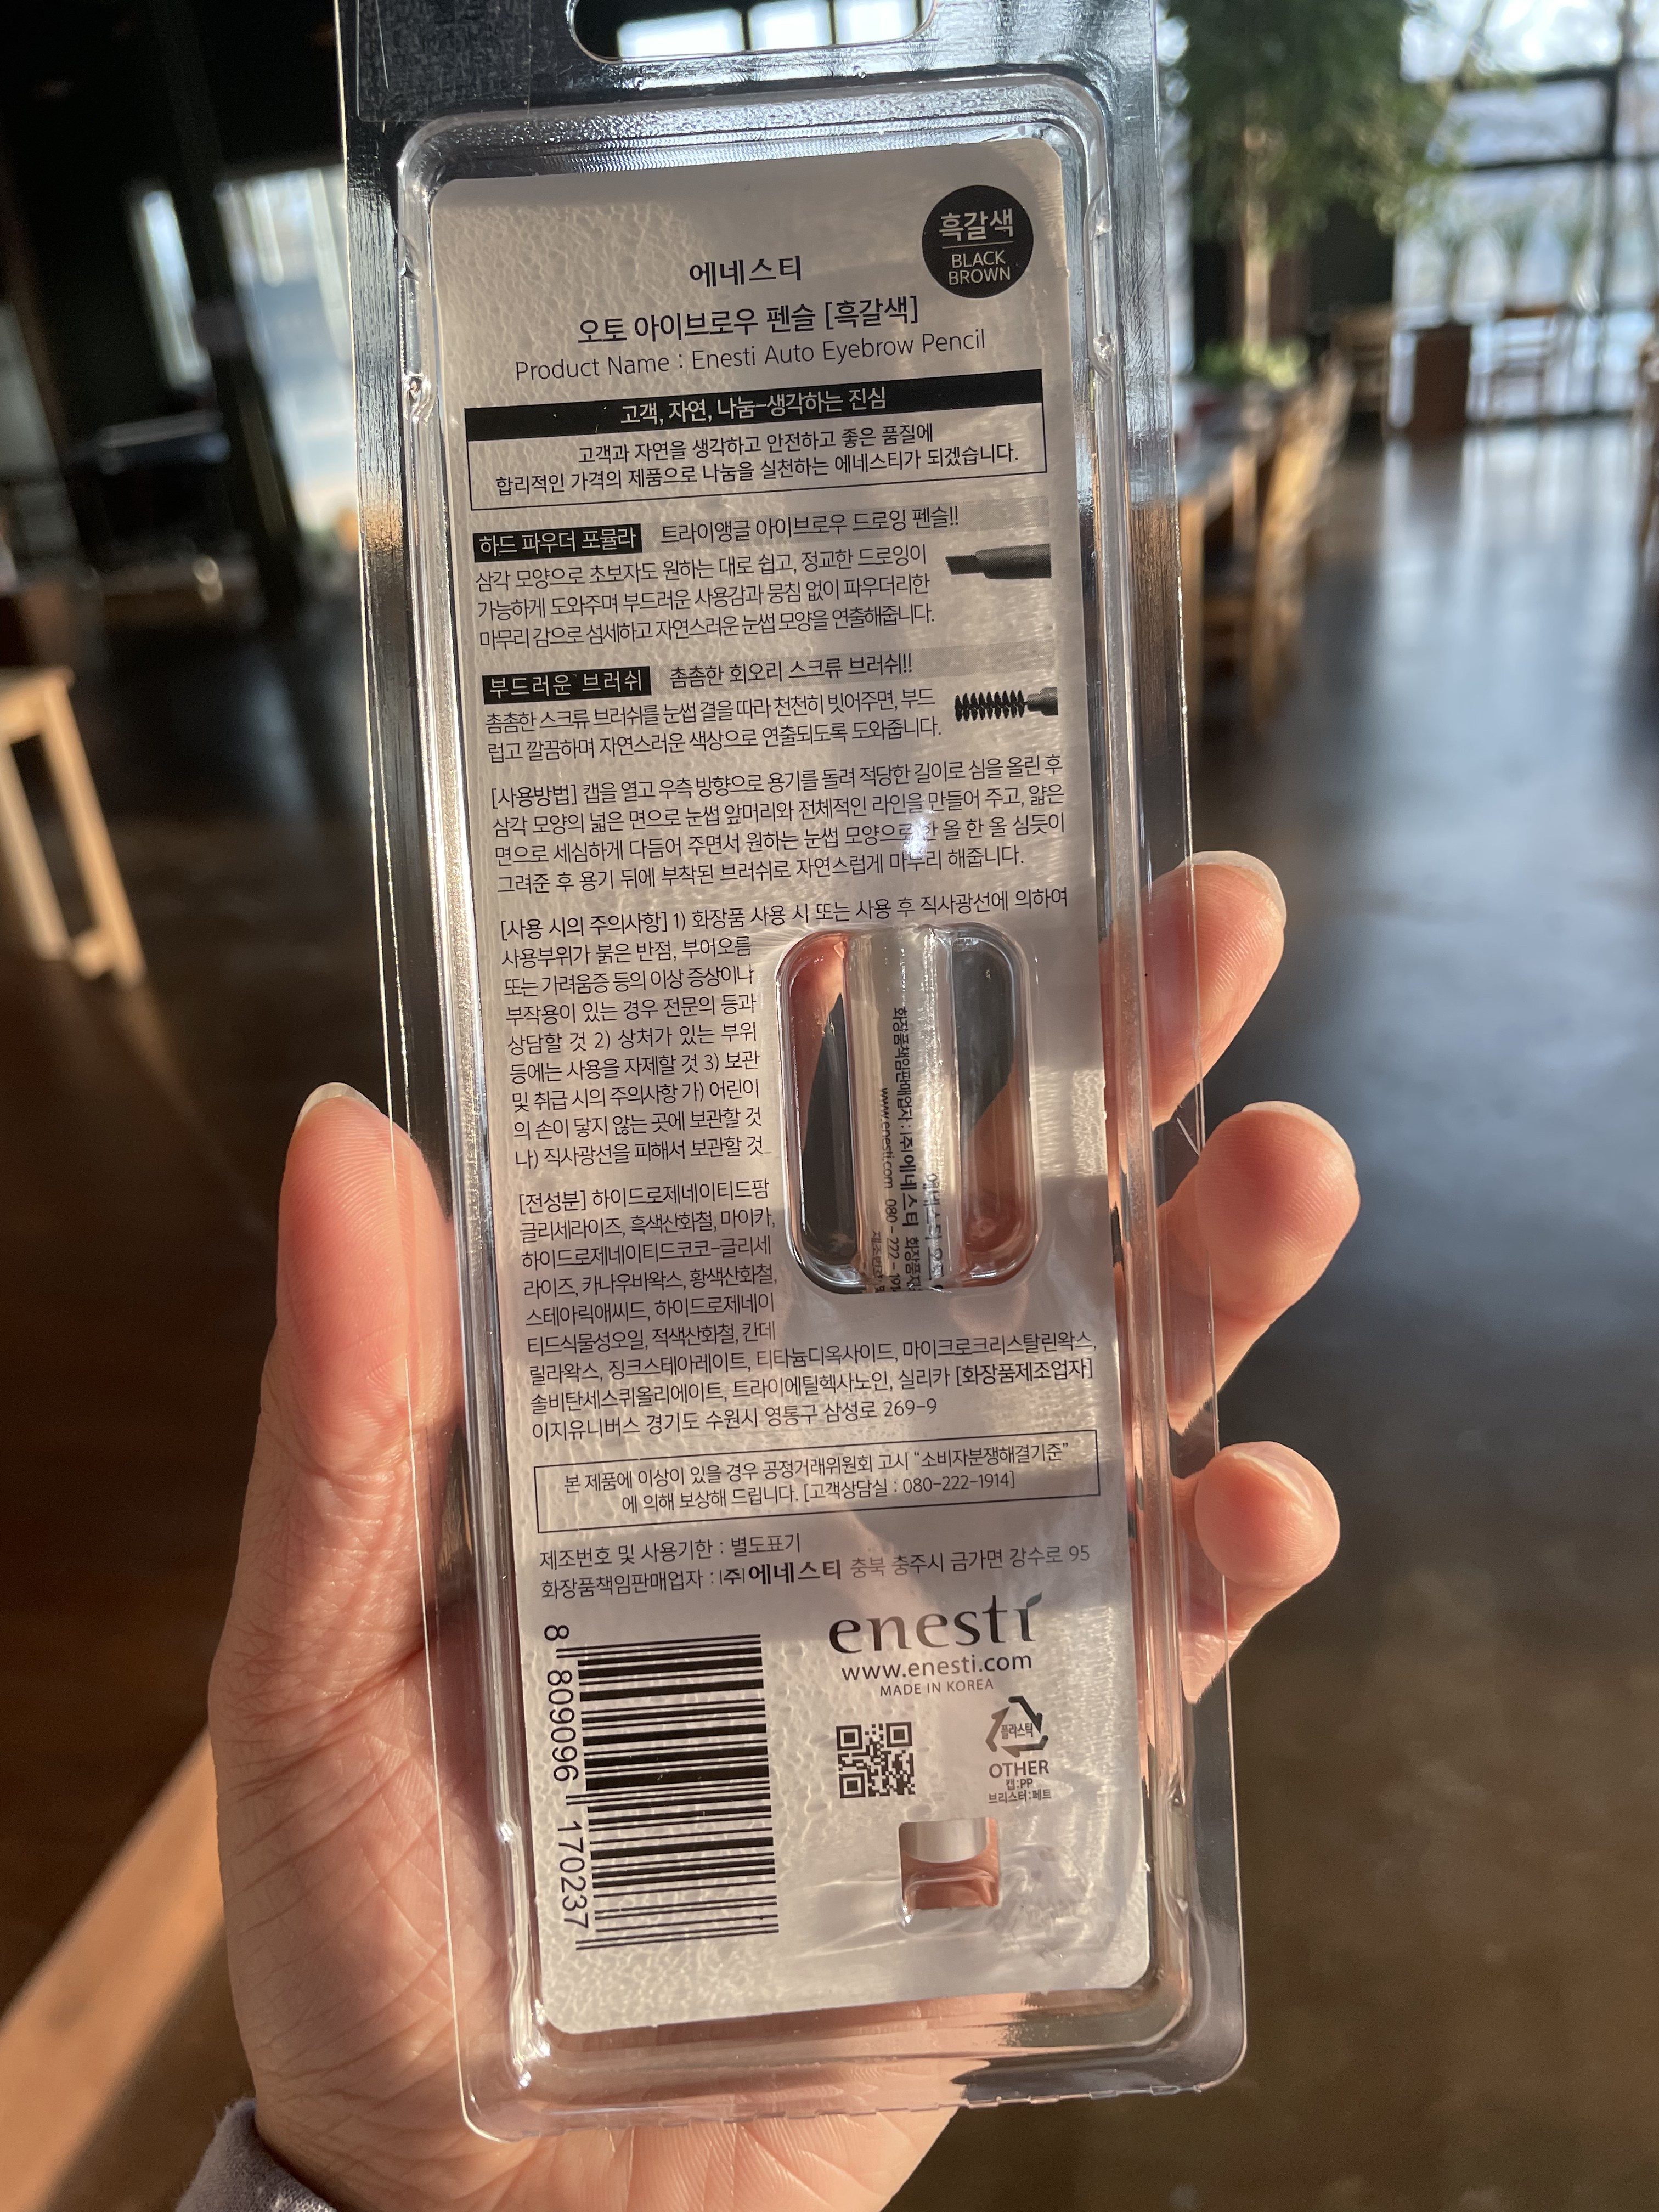 흑갈색
BLACK
BROWN
에네스티
오토 아이브로우 펜슬 [흑갈색]
Product Name : Enesti Auto Eyebrow Pencil
고객, 자연, 나눔-생각하는 진심
고객과 자연을 생각하고 안전하고 좋은 품질에
합리적인 가격의 제품으로 나눔을 실천하는 에네스티가 되겠습니다.
하드 파우더 포뮬라 트라이앵글 아이브로우 드로잉 펜슬!!
삼각 모양으로 초보자도 원하는 대로 쉽고, 정교한 드로잉이
가능하게 도와주며 부드러운 사용감과 뭉침 없이 파우더리한
마무리 감으로 섬세하고 자연스러운 눈썹 모양을 연출해줍니다.
부드러운 브러쉬 촘촘한 회오리 스크류 브러쉬!!
촘촘한 스크류 브러쉬를 눈썹 결을 따라 천천히 빗어주면, 부드
럽고 깔끔하며 자연스러운 색상으로 연출되도록 도와줍니다.
[사용방법] 캡을 열고 우측 방향으로 용기를 돌려 적당한 길이로 심을 올린 후
삼각 모양의 넓은 면으로 눈썹 앞머리와 전체적인 라인을 만들어 주고, 얇은
면으로 세심하게 다듬어 주면서 원하는 눈썹 모양으로 한 올 한 올 심듯이
그려준 후 용기 뒤에 부착된 브러쉬로 자연스럽게 마무리 해줍니다.
[사용 시의 주의사항] 1) 화장품 사용 시 또는 사용 후 직사광선에 의하여
사용부위가 붉은 반점, 부어오름
또는 가려움증 등의 이상 증상이나
부작용이 있는 경우 전문의 등과
상담할 것 2) 상처가 있는 부위
등에는 사용을 자제할 것 3) 보관
및 취급 시의 주의사항 가) 어린이
의 손이 닿지 않는 곳에 보관할 것
나) 직사광선을 피해서 보관할 것
에네스티 오
화장품책임판매업자 : (주)에네스티 화장품제
www.enesti.com 080 - 222 - 191
제조번호
[전성분] 하이드로제네이티드팜
글리세라이즈, 흑색산화철, 마이카,
하이드로제네이티드코코-글리세
라이즈, 카나우바왁스, 황색산화철,
스테아릭애씨드, 하이드로제네이
티드식물성오일, 적색산화철, 칸데
릴라왁스, 징크스테아레이트, 티타늄디옥사이드, 마이크로크리스탈린왁스,
솔비탄세스퀴올리에이트, 트라이에틸헥사노인, 실리카 [화장품제조업자]
이지유니버스 경기도 수원시 영통구 삼성로 269-9
본 제품에 이상이 있을 경우 공정거래위원회 고시 “소비자분쟁해결기준”
에 의해 보상해 드립니다. [고객상담실 : 080-222-1914]
제조번호 및 사용기한 : 별도표기
화장품책임판매업자 : (주)에네스티 충북 충주시 금가면 강수로 95
enesti
www.enesti.com
MADE IN KOREA
8 809096 170237
플라스틱
OTHER
캡:PP
브리스터:페트